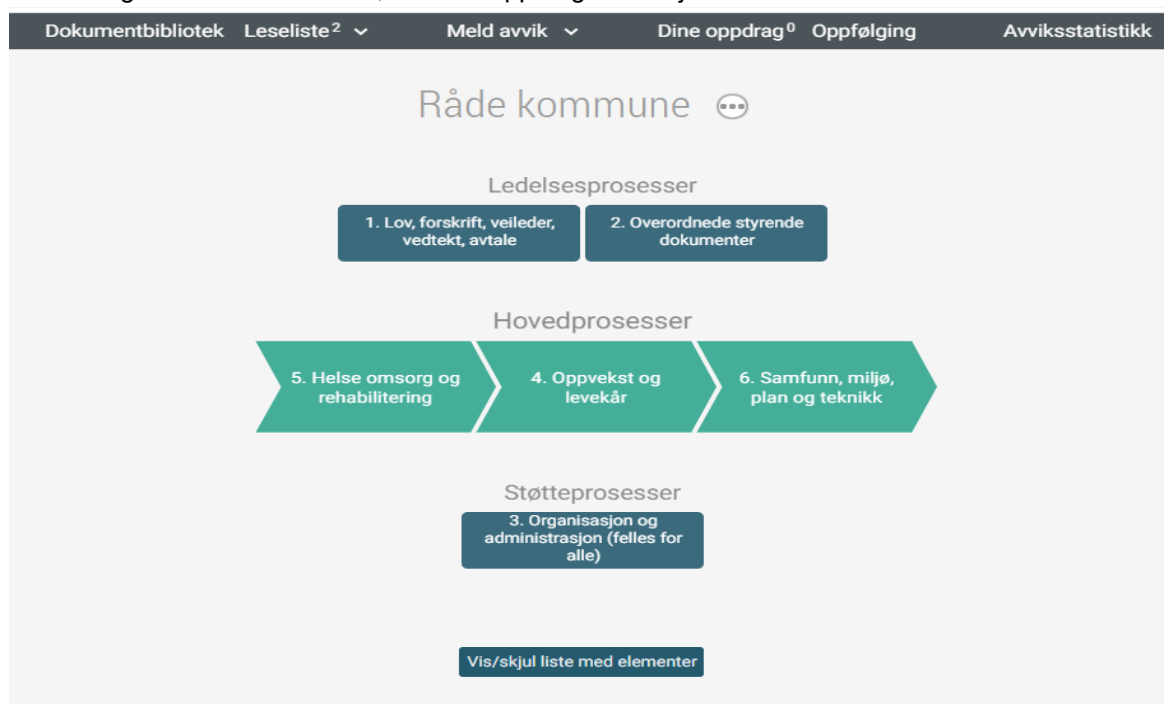 Dokumentbibliotek Leseliste² Meld avvik Dine oppdrag⁰ Oppfølging Avviksstatistikk
Råde kommune
Ledelsesprosesser
1. Lov, forskrift, veileder,
vedtekt, avtale
2. Overordnede styrende
dokumenter
Hovedprosesser
5. Helse omsorg og
rehabilitering
4. Oppvekst og
levekår
6. Samfunn, miljø,
plan og teknikk
Støtteprosesser
3. Organisasjon og
administrasjon (felles for
alle)
Vis/skjul liste med elementer